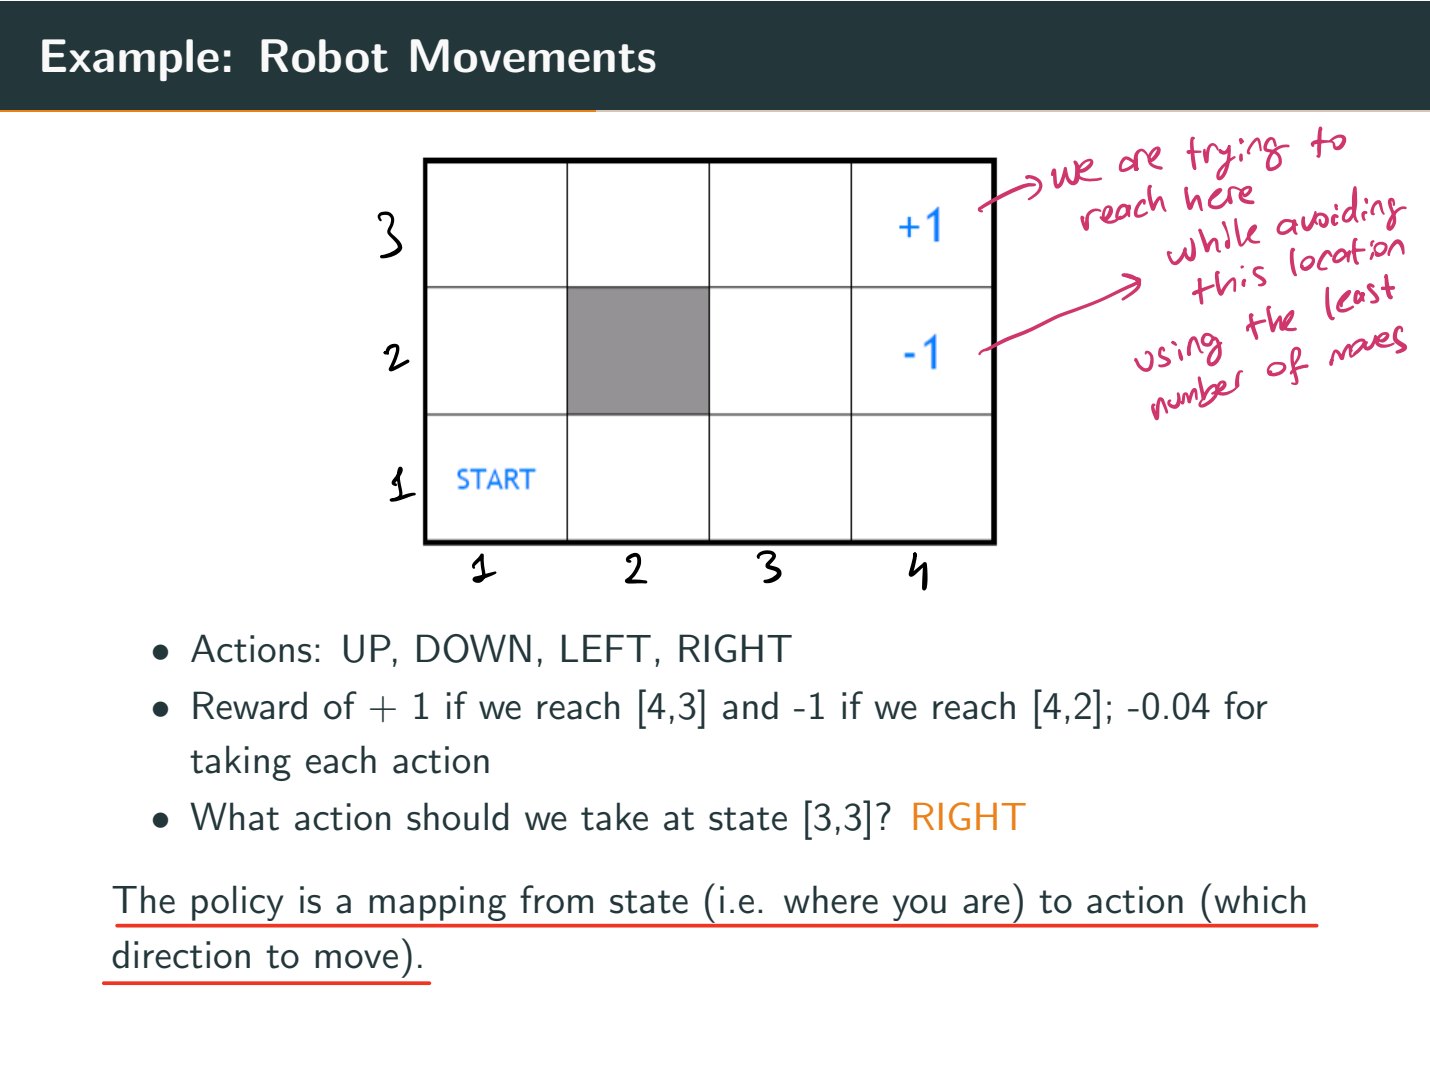 Example: Robot Movements
we are trying to
reach here
while avoiding
this location
using the least
number of moves
3
+1
2
-1
1
START
1 2 3 4
• Actions: UP, DOWN, LEFT, RIGHT
• Reward of + 1 if we reach [4,3] and -1 if we reach [4,2]; -0.04 for
taking each action
• What action should we take at state [3,3]? RIGHT
The policy is a mapping from state (i.e. where you are) to action (which
direction to move).